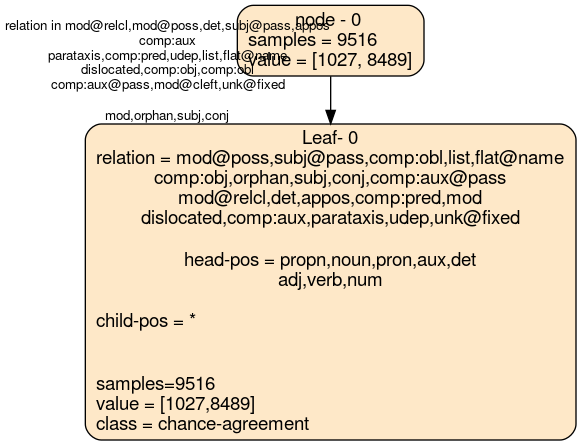 relation in mod@relcl,mod@poss,det,subj@pass,appos
comp:aux
parataxis,comp:pred,udep,list,flat@name
dislocated,comp:obj,comp:obl
comp:aux@pass,mod@cleft,unk@fixed
mod,orphan,subj,conj
node - 0
samples = 9516
value = [1027, 8489]
Leaf- 0
relation = mod@poss,subj@pass,comp:obl,list,flat@name
comp:obj,orphan,subj,conj,comp:aux@pass
mod@relcl,det,appos,comp:pred,mod
dislocated,comp:aux,parataxis,udep,unk@fixed
head-pos = propn,noun,pron,aux,det
adj,verb,num
child-pos = *
samples=9516
value = [1027,8489]
class = chance-agreement